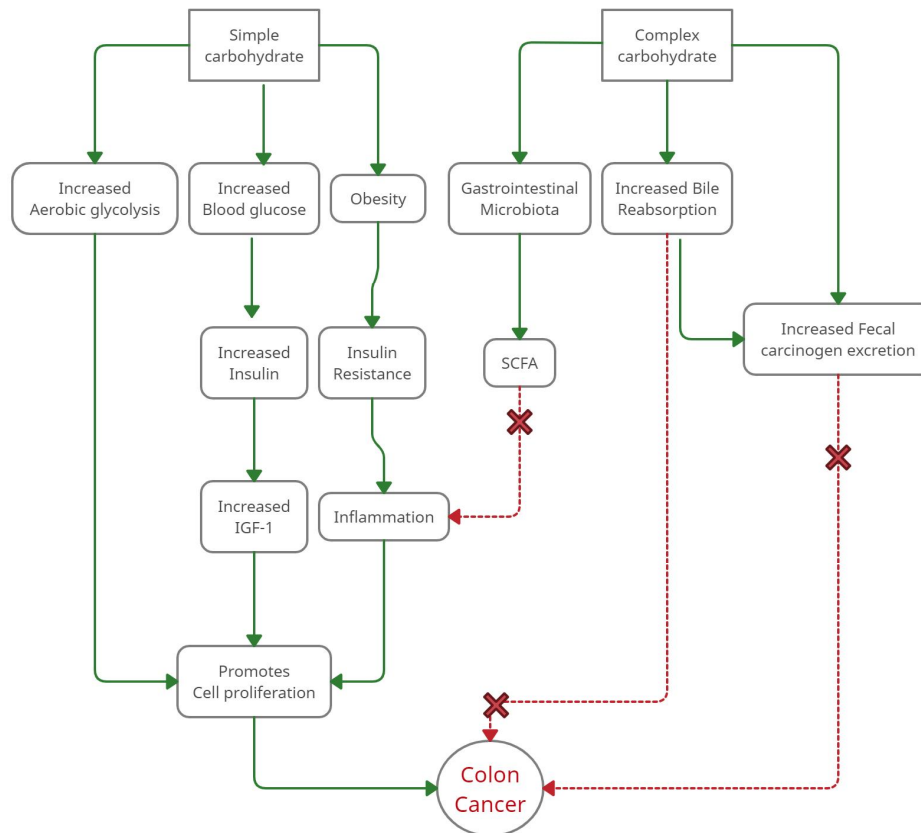 Simple
carbohydrate
Complex
carbohydrate
Increased
Aerobic glycolysis
Increased
Blood glucose
Obesity
Gastrointestinal
Microbiota
Increased Bile
Reabsorption
Increased Fecal
carcinogen excretion
Increased
Insulin
Insulin
Resistance
SCFA
Increased
IGF-1
Inflammation
Promotes
Cell proliferation
Colon
Cancer